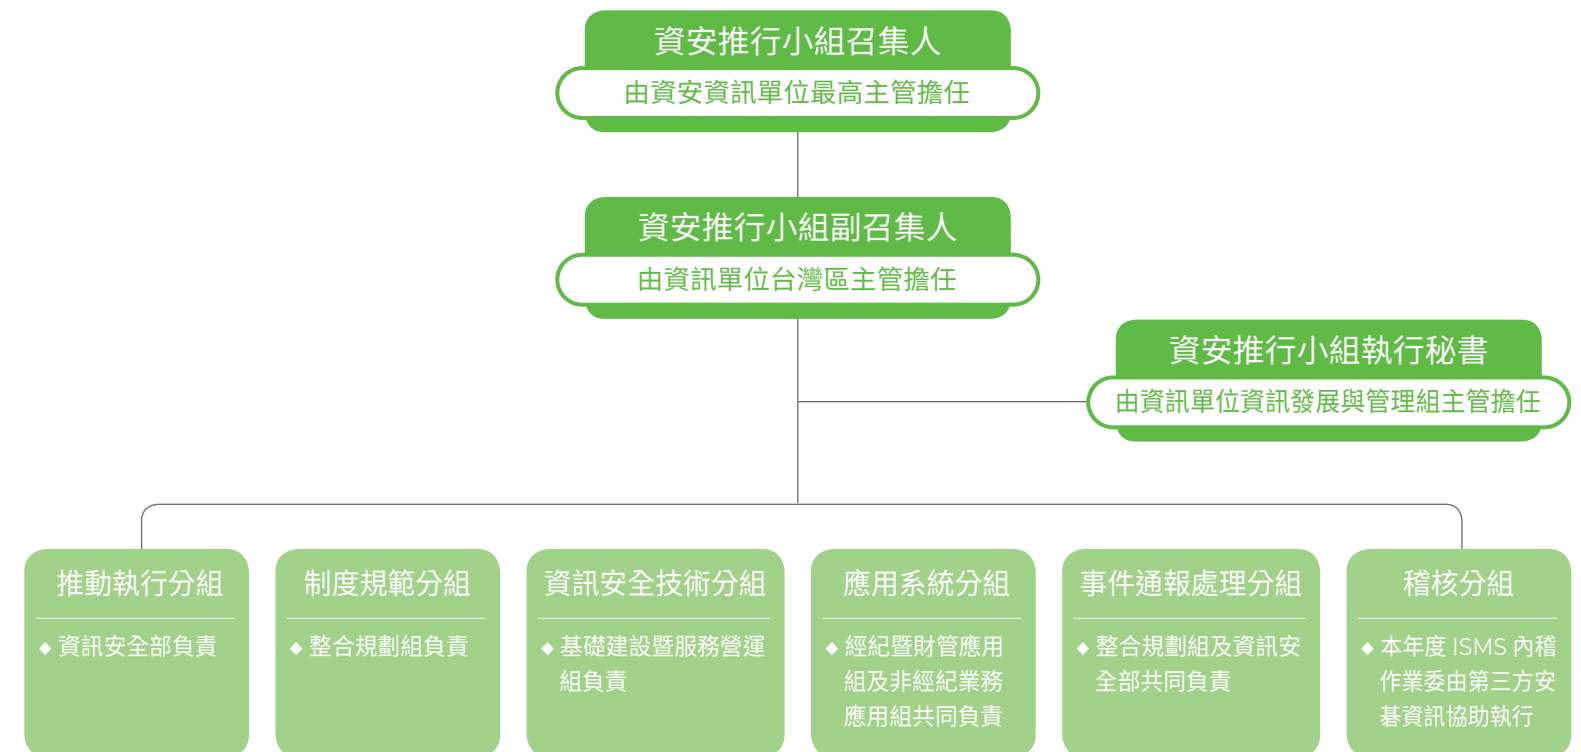 資安推行小組召集人
由資安資訊單位最高主管擔任
資安推行小組副召集人
由資訊單位台灣區主管擔任
資安推行小組執行秘書
由資訊單位資訊發展與管理組主管擔任
推動執行分組
◆ 資訊安全部負責
制度規範分組
◆ 整合規劃組負責
資訊安全技術分組
◆ 基礎建設暨服務營運
組負責
應用系統分組
◆ 經紀暨財管應用
組及非經紀業務
應用組共同負責
事件通報處理分組
◆ 整合規劃組及資訊安
全部共同負責
稽核分組
◆ 本年度 ISMS 內稽
作業委由第三方安
碁資訊協助執行